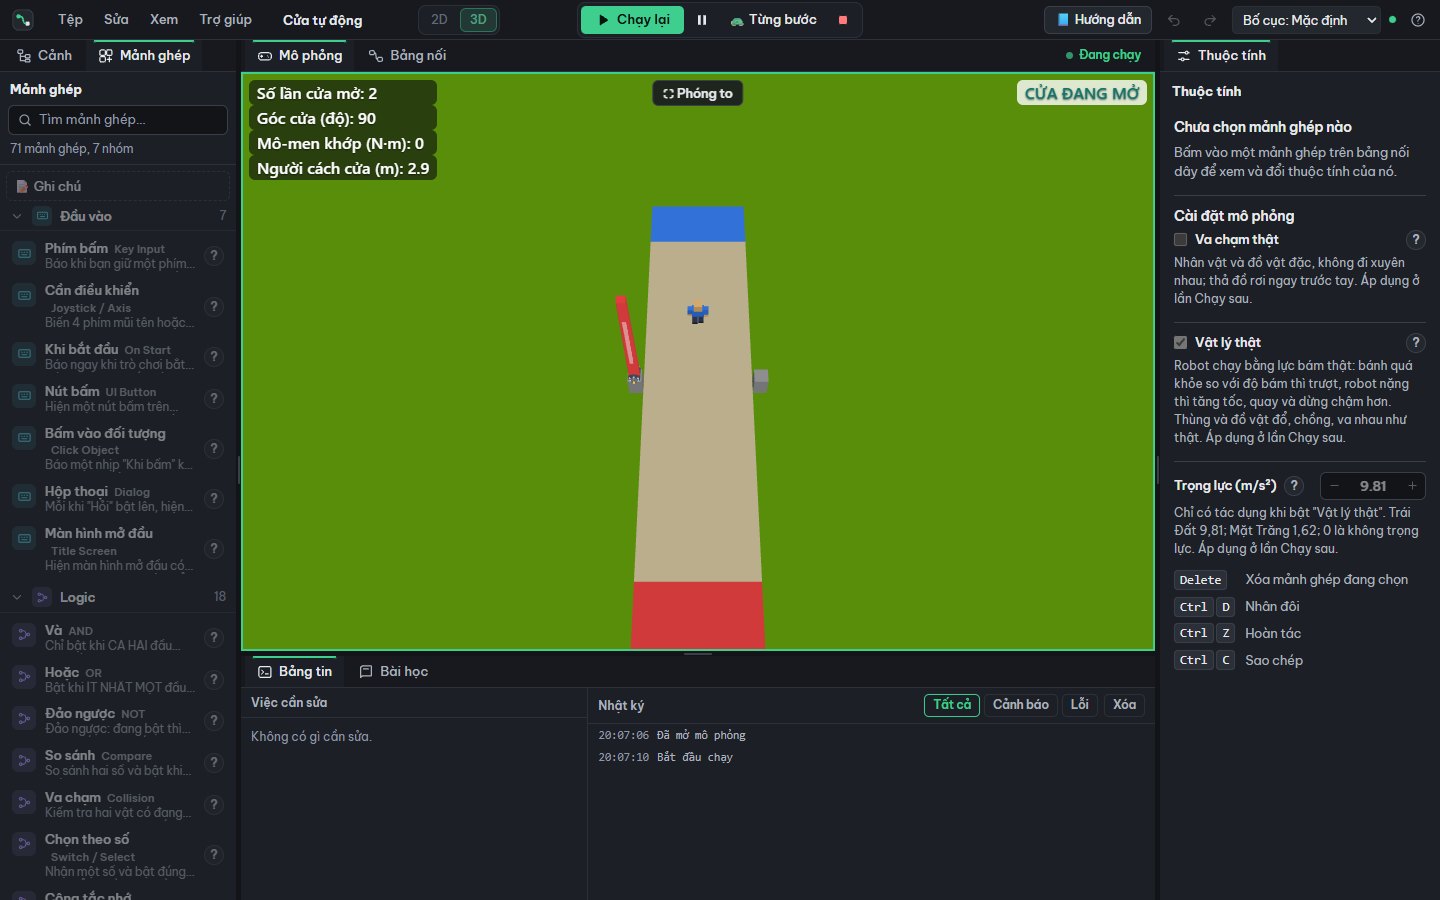 Tệp Sửa Xem Trợ giúp Cửa tự động 2D 3D Chạy lại Từng bước Hướng dẫn Bố cục: Mặc định
Cảnh Mảnh ghép
Mảnh ghép
Tìm mảnh ghép...
71 mảnh ghép, 7 nhóm
Ghi chú
Đầu vào 7
Phím bấm Key Input
Báo khi bạn giữ một phím...
Cần điều khiển
Joystick / Axis
Biến 4 phím mũi tên hoặc...
Khi bắt đầu On Start
Báo ngay khi trò chơi bắt...
Nút bấm UI Button
Hiện một nút bấm trên...
Bấm vào đối tượng
Click Object
Báo một nhịp "Khi bấm" k...
Hộp thoại Dialog
Mỗi khi "Hỏi" bật lên, hiện...
Màn hình mở đầu
Title Screen
Hiện màn hình mở đầu có...
Logic 18
Và AND
Chỉ bật khi CẢ HAI đầu...
Hoặc OR
Bật khi ÍT NHẤT MỘT đầu...
Đảo ngược NOT
Đảo ngược: đang bật thì...
So sánh Compare
So sánh hai số và bật khi...
Va chạm Collision
Kiểm tra hai vật có đang...
Chọn theo số
Switch / Select
Nhận một số và bật đúng...
Công tắc nhớ
Mô phỏng Bảng nối Đang chạy
Số lần cửa mở: 2
Góc cửa (độ): 90
Mô-men khớp (N·m): 0
Người cách cửa (m): 2.9
Phóng to
CỬA ĐANG MỞ
Bảng tin Bài học
Việc cần sửa
Không có gì cần sửa.
Nhật ký Tất cả Cảnh báo Lỗi Xóa
20:07:06 Đã mở mô phỏng
20:07:10 Bắt đầu chạy
Thuộc tính
Thuộc tính
Chưa chọn mảnh ghép nào
Bấm vào một mảnh ghép trên bảng nối
dây để xem và đổi thuộc tính của nó.
Cài đặt mô phỏng
Va chạm thật ?
Nhân vật và đồ vật đặc, không đi xuyên
nhau; thả đồ rơi ngay trước tay. Áp dụng ở
lần Chạy sau.
Vật lý thật ?
Robot chạy bằng lực bám thật: bánh quá
khỏe so với độ bám thì trượt, robot nặng
thì tăng tốc, quay và dừng chậm hơn.
Thùng và đồ vật đổ, chồng, va nhau như
thật. Áp dụng ở lần Chạy sau.
Trọng lực (m/s²) ? − 9.81 +
Chỉ có tác dụng khi bật "Vật lý thật". Trái
Đất 9,81; Mặt Trăng 1,62; 0 là không trọng
lực. Áp dụng ở lần Chạy sau.
Delete Xóa mảnh ghép đang chọn
Ctrl D Nhân đôi
Ctrl Z Hoàn tác
Ctrl C Sao chép